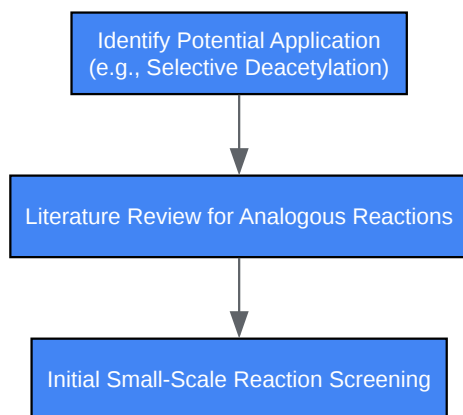 Identify Potential Application
(e.g., Selective Deacetylation)
Literature Review for Analogous Reactions
Initial Small-Scale Reaction Screening